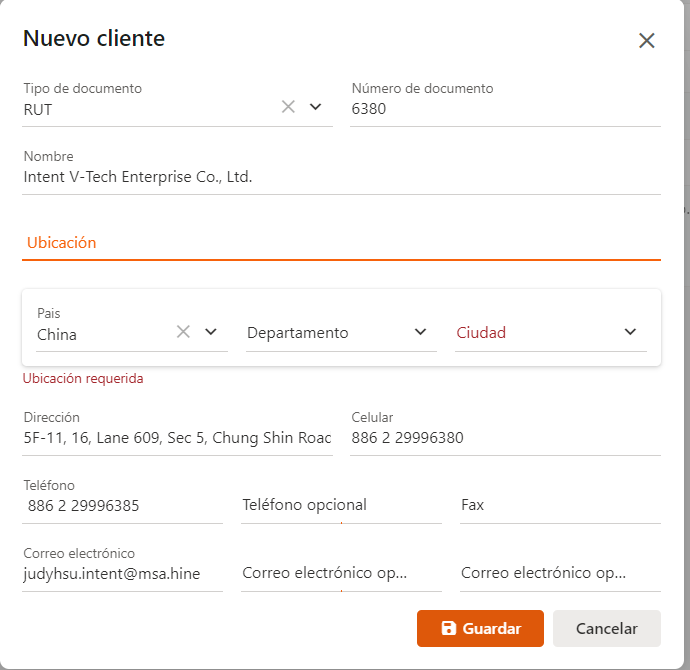 Nuevo cliente
Tipo de documento
RUT
Número de documento
6380
Nombre
Intent V-Tech Enterprise Co., Ltd.
Ubicación
Pais
China
Departamento
Ciudad
Ubicación requerida
Dirección
5F-11, 16, Lane 609, Sec 5, Chung Shin Road
Celular
886 2 29996380
Teléfono
886 2 29996385
Teléfono opcional
Fax
Correo electrónico
judyhsu.intent@msa.hine
Correo electrónico op...
Correo electrónico op...
Guardar
Cancelar